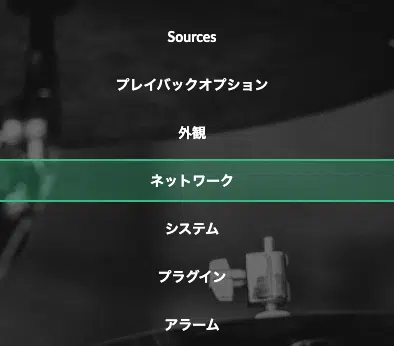 Sources
プレイバックオプション
外観
ネットワーク
システム
プラグイン
アラーム